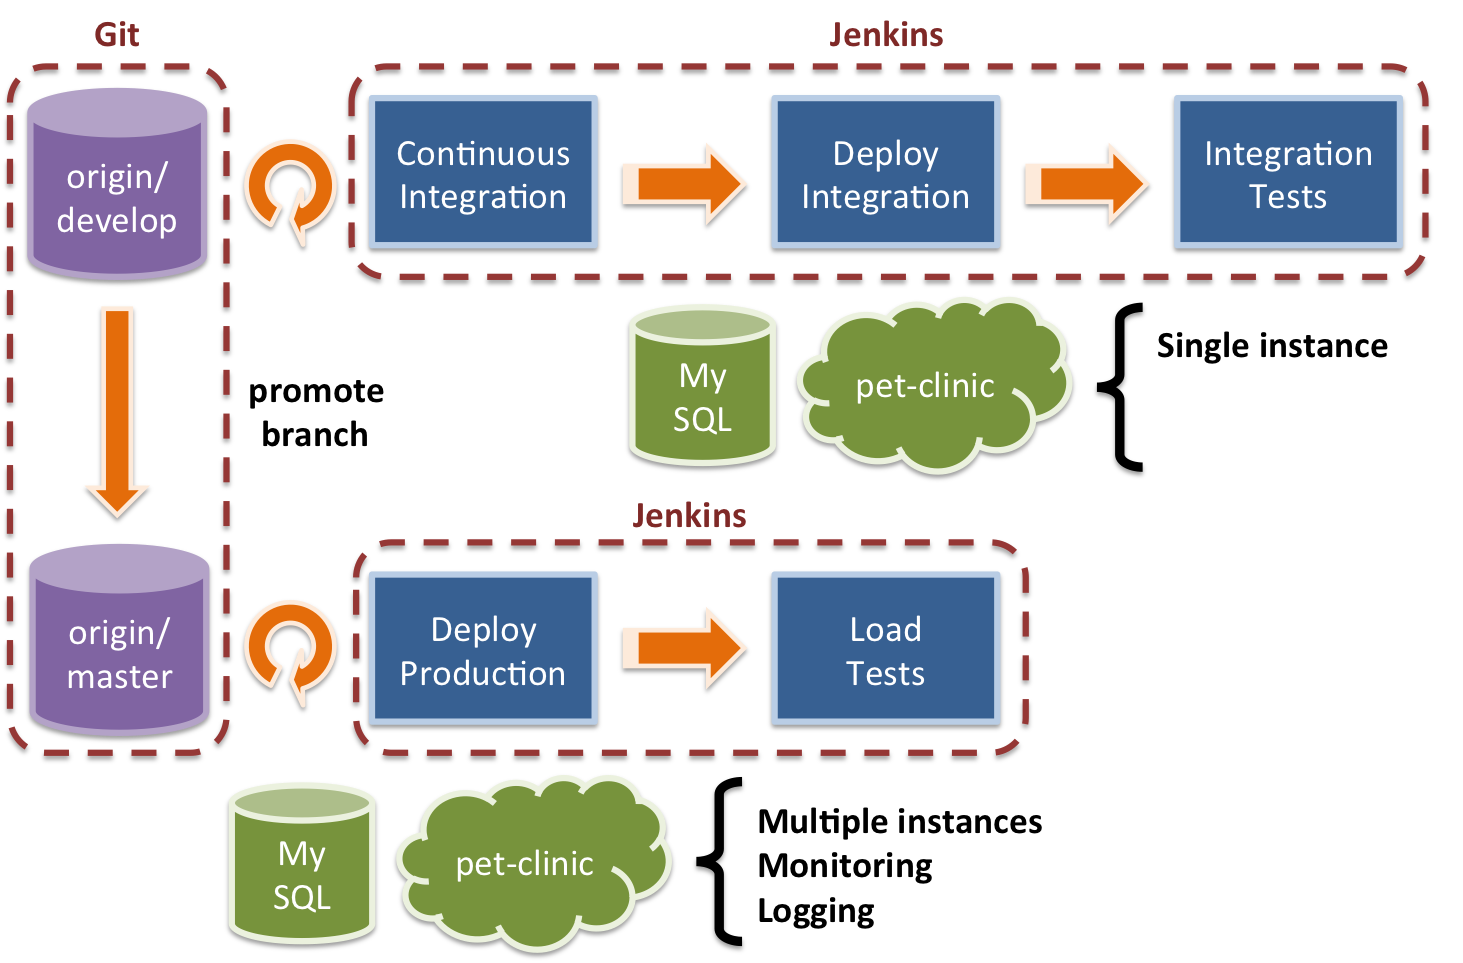 Git
Jenkins
origin/
develop
Continuous
Integration
Deploy
Integration
Integration
Tests
promote
branch
My
SQL
pet-clinic
Single instance
Jenkins
origin/
master
Deploy
Production
Load
Tests
My
SQL
pet-clinic
Multiple instances
Monitoring
Logging